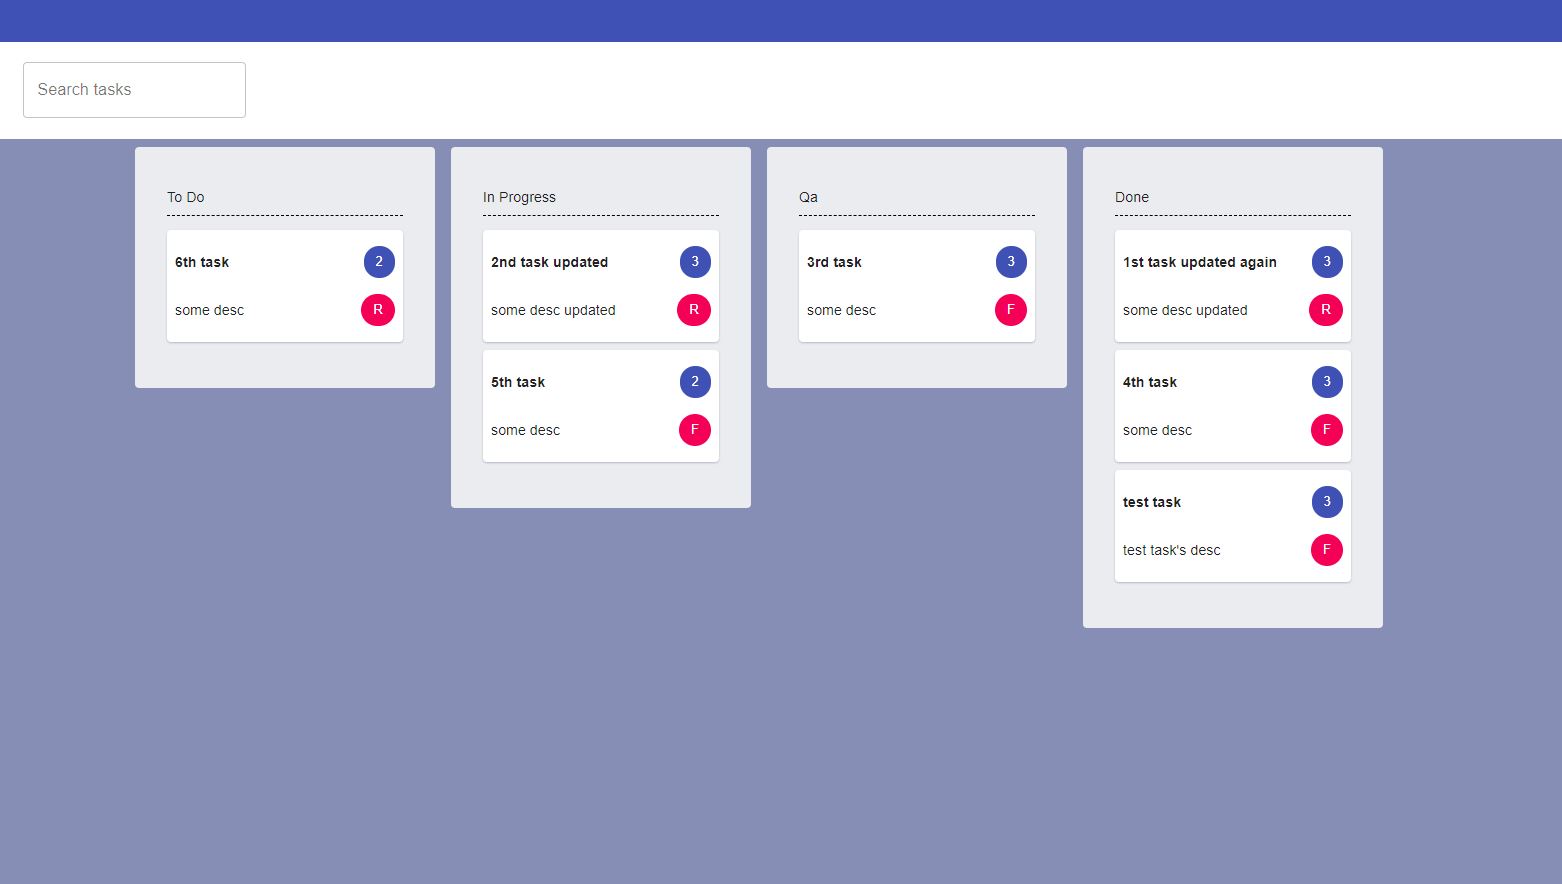 Search tasks
To Do
6th task
2
some desc
R
In Progress
2nd task updated
3
some desc updated
R
5th task
2
some desc
F
Qa
3rd task
3
some desc
F
Done
1st task updated again
3
some desc updated
R
4th task
3
some desc
F
test task
3
test task's desc
F